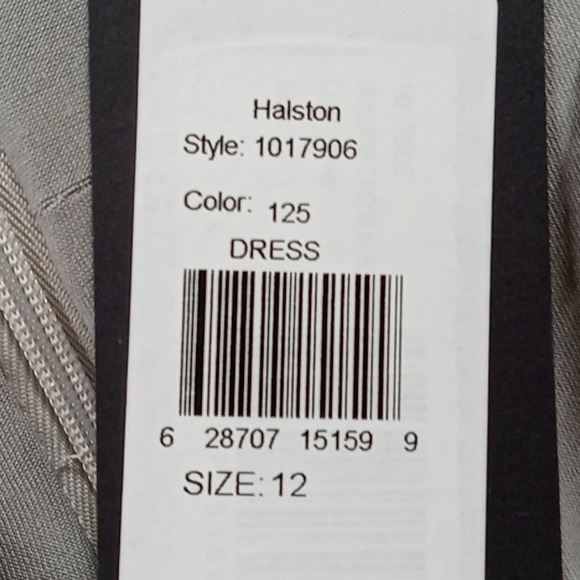 Halston
Style: 1017906
Color: 125
DRESS
6 28707 15159 9
SIZE: 12